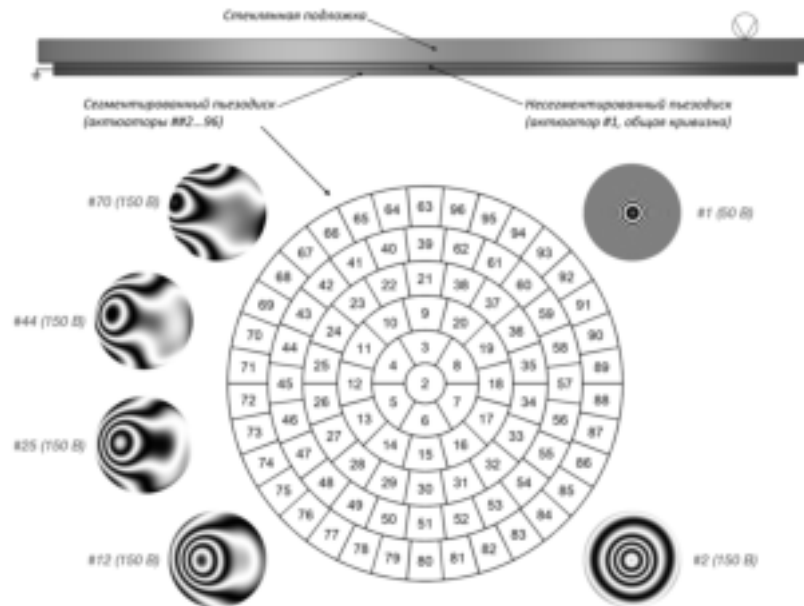 Стеклянная подложка
Сегментированный пьезодиск
(актюаторы ##2...96)
Несегментированный пьезодиск
(актюатор #1, общая кривизна)
#70 (150 В)
#1 (50 В)
#44 (150 В)
#25 (150 В)
#12 (150 В)
#2 (150 В)
65 64 63 96 95
66 94
67 41 40 39 62 61 93
68 42 22 21 38 60 92
69 43 23 37 59 91
70 44 24 10 9 20 36 58 90
71 25 11 4 3 8 19 35 89
45 12 2 18 57
72 26 5 6 7 34 88
73 46 27 13 14 15 16 17 33 56 87
74 47 28 29 30 31 32 55 86
75 48 54 85
76 49 50 51 52 53 84
77 78 79 80 81 82 83